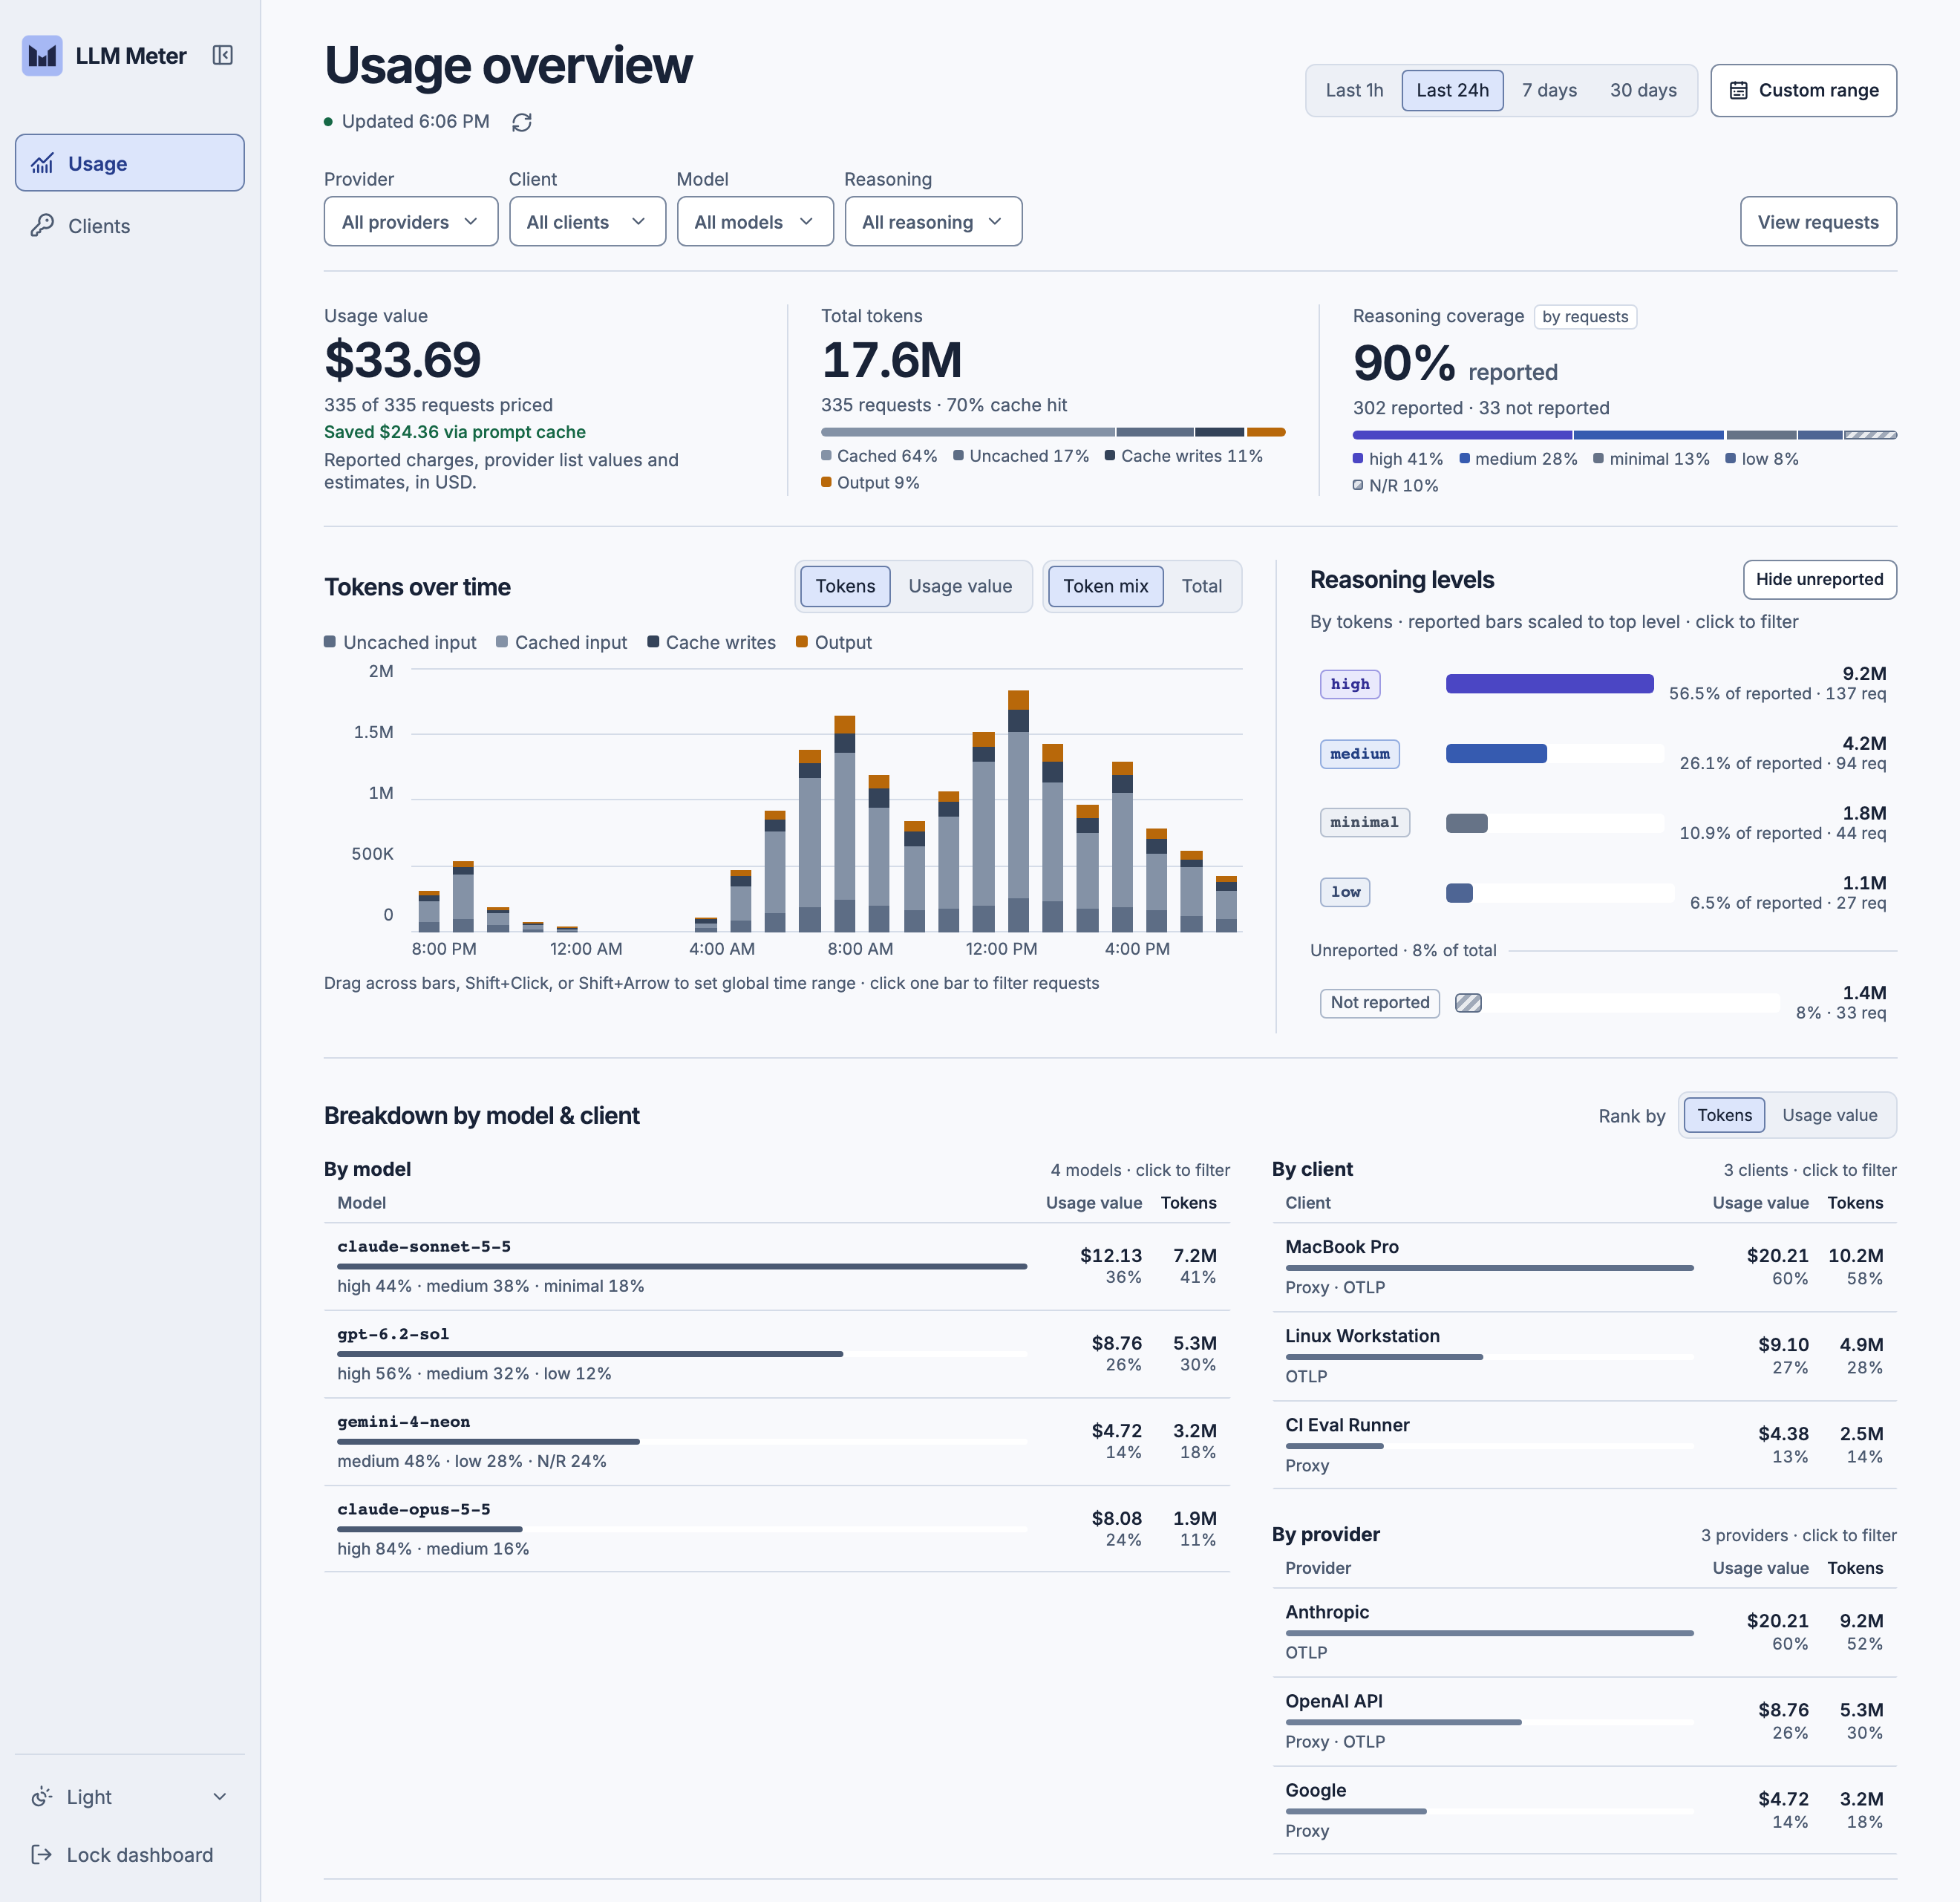 LLM Meter
Usage
Clients
Light
Lock dashboard
Usage overview
Updated 6:06 PM
Last 1h
Last 24h
7 days
30 days
Custom range
Provider
Client
Model
Reasoning
All providers
All clients
All models
All reasoning
View requests
Usage value
$33.69
335 of 335 requests priced
Saved $24.36 via prompt cache
Reported charges, provider list values and
estimates, in USD.
Total tokens
17.6M
335 requests · 70% cache hit
Cached 64%
Uncached 17%
Cache writes 11%
Output 9%
Reasoning coverage
by requests
90% reported
302 reported · 33 not reported
high 41%
medium 28%
minimal 13%
low 8%
N/R 10%
Tokens over time
Tokens
Usage value
Token mix
Total
Uncached input
Cached input
Cache writes
Output
2M
1.5M
1M
500K
0
8:00 PM
12:00 AM
4:00 AM
8:00 AM
12:00 PM
4:00 PM
Drag across bars, Shift+Click, or Shift+Arrow to set global time range · click one bar to filter requests
Reasoning levels
Hide unreported
By tokens · reported bars scaled to top level · click to filter
high
9.2M
56.5% of reported · 137 req
medium
4.2M
26.1% of reported · 94 req
minimal
1.8M
10.9% of reported · 44 req
low
1.1M
6.5% of reported · 27 req
Unreported · 8% of total
Not reported
1.4M
8% · 33 req
Breakdown by model & client
Rank by
Tokens
Usage value
By model
4 models · click to filter
Model
Usage value
Tokens
claude-sonnet-5-5
$12.13
7.2M
36%
41%
high 44% · medium 38% · minimal 18%
gpt-6.2-sol
$8.76
5.3M
26%
30%
high 56% · medium 32% · low 12%
gemini-4-neon
$4.72
3.2M
14%
18%
medium 48% · low 28% · N/R 24%
claude-opus-5-5
$8.08
1.9M
24%
11%
high 84% · medium 16%
By client
3 clients · click to filter
Client
Usage value
Tokens
MacBook Pro
$20.21
10.2M
60%
58%
Proxy · OTLP
Linux Workstation
$9.10
4.9M
27%
28%
OTLP
CI Eval Runner
$4.38
2.5M
13%
14%
Proxy
By provider
3 providers · click to filter
Provider
Usage value
Tokens
Anthropic
$20.21
9.2M
60%
52%
OTLP
OpenAI API
$8.76
5.3M
26%
30%
Proxy · OTLP
Google
$4.72
3.2M
14%
18%
Proxy